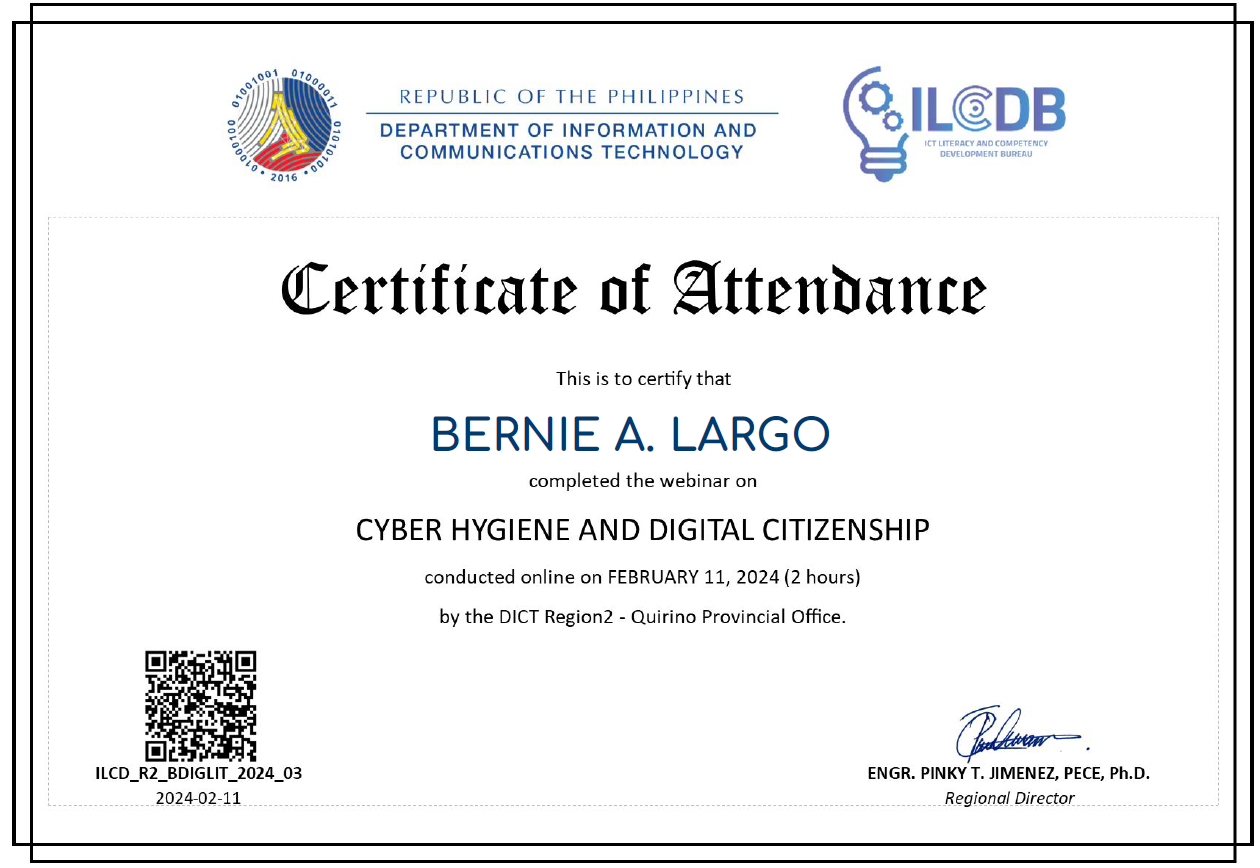 01001001 01000011 01010100 01000100 • 2016 •
REPUBLIC OF THE PHILIPPINES
DEPARTMENT OF INFORMATION AND
COMMUNICATIONS TECHNOLOGY
ILCDB
ICT LITERACY AND COMPETENCY
DEVELOPMENT BUREAU
Certificate of Attendance
This is to certify that
BERNIE A. LARGO
completed the webinar on
CYBER HYGIENE AND DIGITAL CITIZENSHIP
conducted online on FEBRUARY 11, 2024 (2 hours)
by the DICT Region2 - Quirino Provincial Office.
ILCD_R2_BDIGLIT_2024_03
2024-02-11
ENGR. PINKY T. JIMENEZ, PECE, Ph.D.
Regional Director